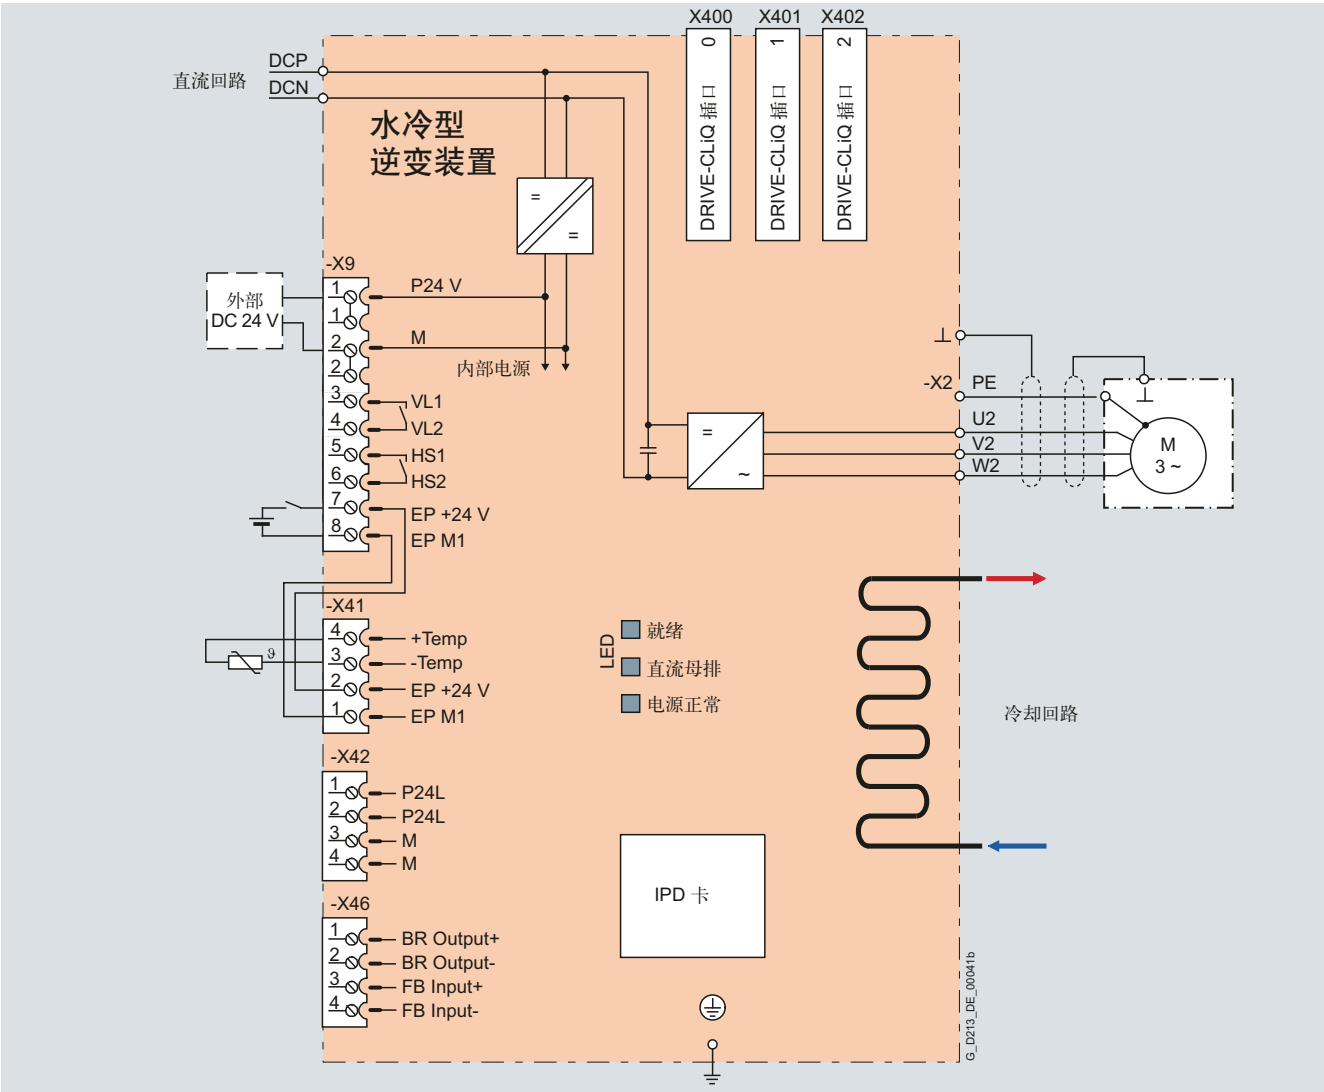 X400
X401
X402
0
1
2
DRIVE-CLiQ 插口
DRIVE-CLiQ 插口
DRIVE-CLiQ 插口
直流回路
DCP
DCN
水冷型
逆变装置
=
=
-X9
外部
DC 24 V
1
P24 V
1
2
M
2
内部电源
3
VL1
4
VL2
5
HS1
6
HS2
7
EP +24 V
8
EP M1
-X2
PE
U2
V2
W2
=
~
M
3 ~
-X41
4
+Temp
3
-Temp
2
EP +24 V
1
EP M1
ϑ
LED
就绪
直流母排
电源正常
冷却回路
-X42
1
P24L
2
P24L
3
M
4
M
IPD 卡
-X46
1
BR Output+
2
BR Output-
3
FB Input+
4
FB Input-
G_D213_DE_00041b